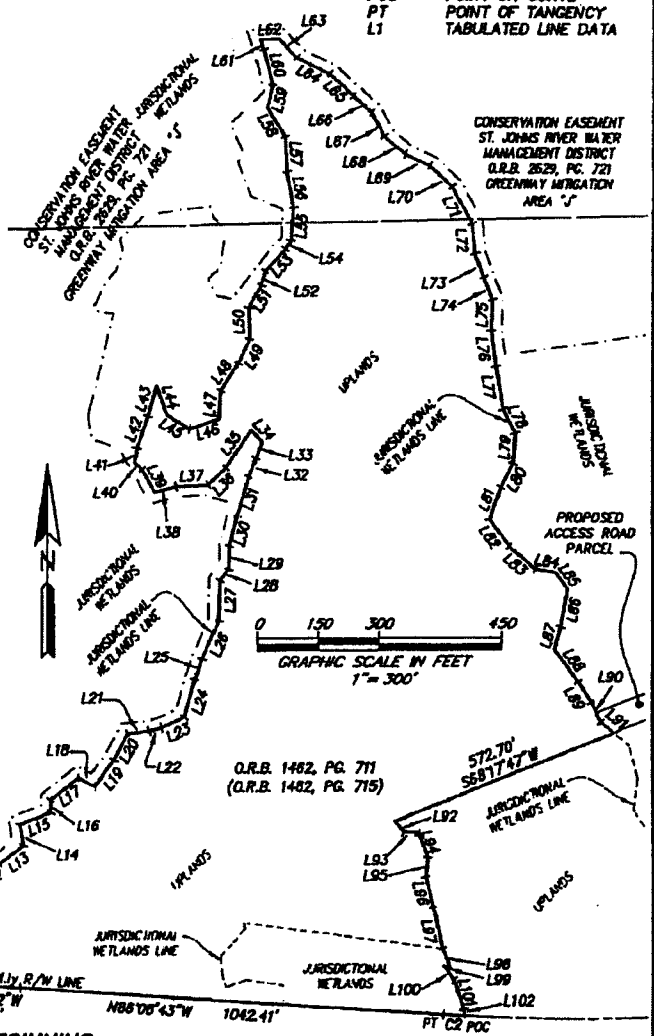 PT POINT OF TANGENCY
L1 TABULATED LINE DATA
L62
L63
L61
L60
L64
L59
L65
L58
L66
L67
L57
L68
L69
L56
L70
L55
L71
CONSERVATION EASEMENT
ST. JOHNS RIVER WATER
MANAGEMENT DISTRICT
O.R.B. 2629, PG. 721
GREENWAY MITIGATION AREA "J"
JURISDICTIONAL
WETLANDS
CONSERVATION EASEMENT
ST. JOHNS RIVER WATER
MANAGEMENT DISTRICT
O.R.B. 2629, PG. 721
GREENWAY MITIGATION
AREA "J"
L54
L53
L72
L52
L73
L51
L74
L50
L75
L49
L76
L48
UPLANDS
L77
L47
L43
L44
L46
L45
L42
L78
L34
JURISDICTIONAL
WETLANDS LINE
JURISDICTIONAL
WETLANDS
L35
L33
L79
L41
L40
L32
L36
L80
L39
L37
L31
L38
L81
L30
L82
PROPOSED
ACCESS ROAD
PARCEL
L83
L29
L84
L85
L28
N
JURISDICTIONAL
WETLANDS
L27
L86
JURISDICTIONAL
WETLANDS LINE
L26
0 150 300 450
GRAPHIC SCALE IN FEET
1"= 300'
L87
L25
L88
L24
L90
L89
L21
L23
L91
L20
L22
572.70'
S68°17'47"W
L18
L19
O.R.B. 1462, PG. 711
(O.R.B. 1462, PG. 715)
JURISDICTIONAL
WETLANDS LINE
L17
L16
L92
L15
L93
L94
L14
L13
L95
UPLANDS
UPLANDS
L96
JURISDICTIONAL
WETLANDS LINE
L97
L98
JURISDICTIONAL
WETLANDS
L99
L100
R/W LINE
L101
N88°05'43"W 1042.41'
L102
PT C2 POC